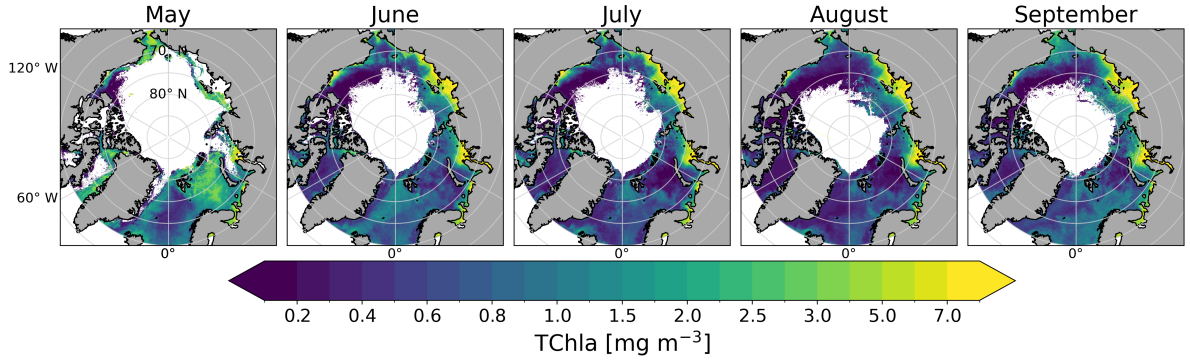 May June July August September
70° N
120° W
80° N
60° W
0° 0° 0° 0° 0°
0.2 0.4 0.6 0.8 1.0 1.5 2.0 2.5 3.0 5.0 7.0
TChla [mg m⁻³]